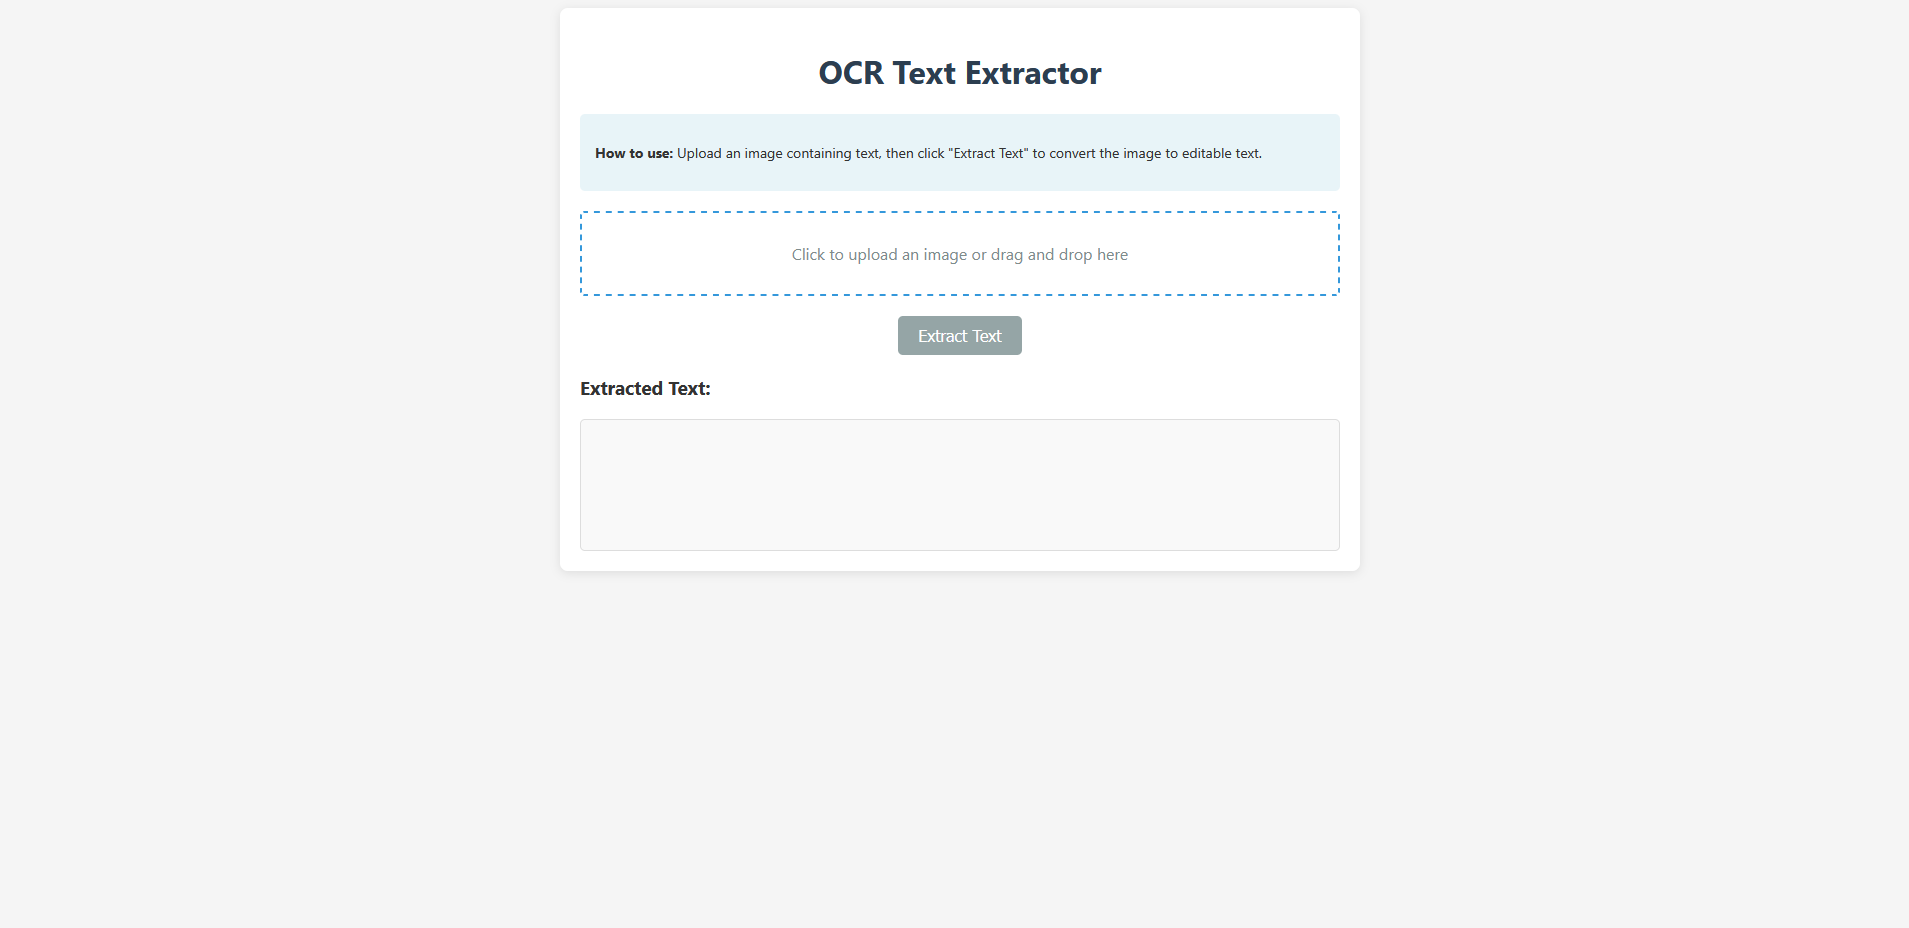 OCR Text Extractor
How to use: Upload an image containing text, then click "Extract Text" to convert the image to editable text.
Click to upload an image or drag and drop here
Extract Text
Extracted Text: